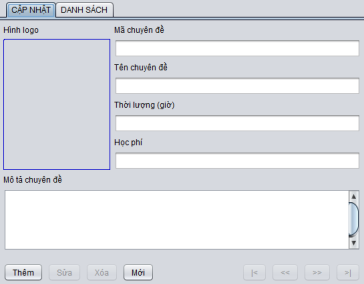 CẬP NHẬT DANH SÁCH
Hình logo
Mã chuyên đề
Tên chuyên đề
Thời lượng (giờ)
Học phí
Mô tả chuyên đề
Thêm Sửa Xóa Mới |< << >> >|